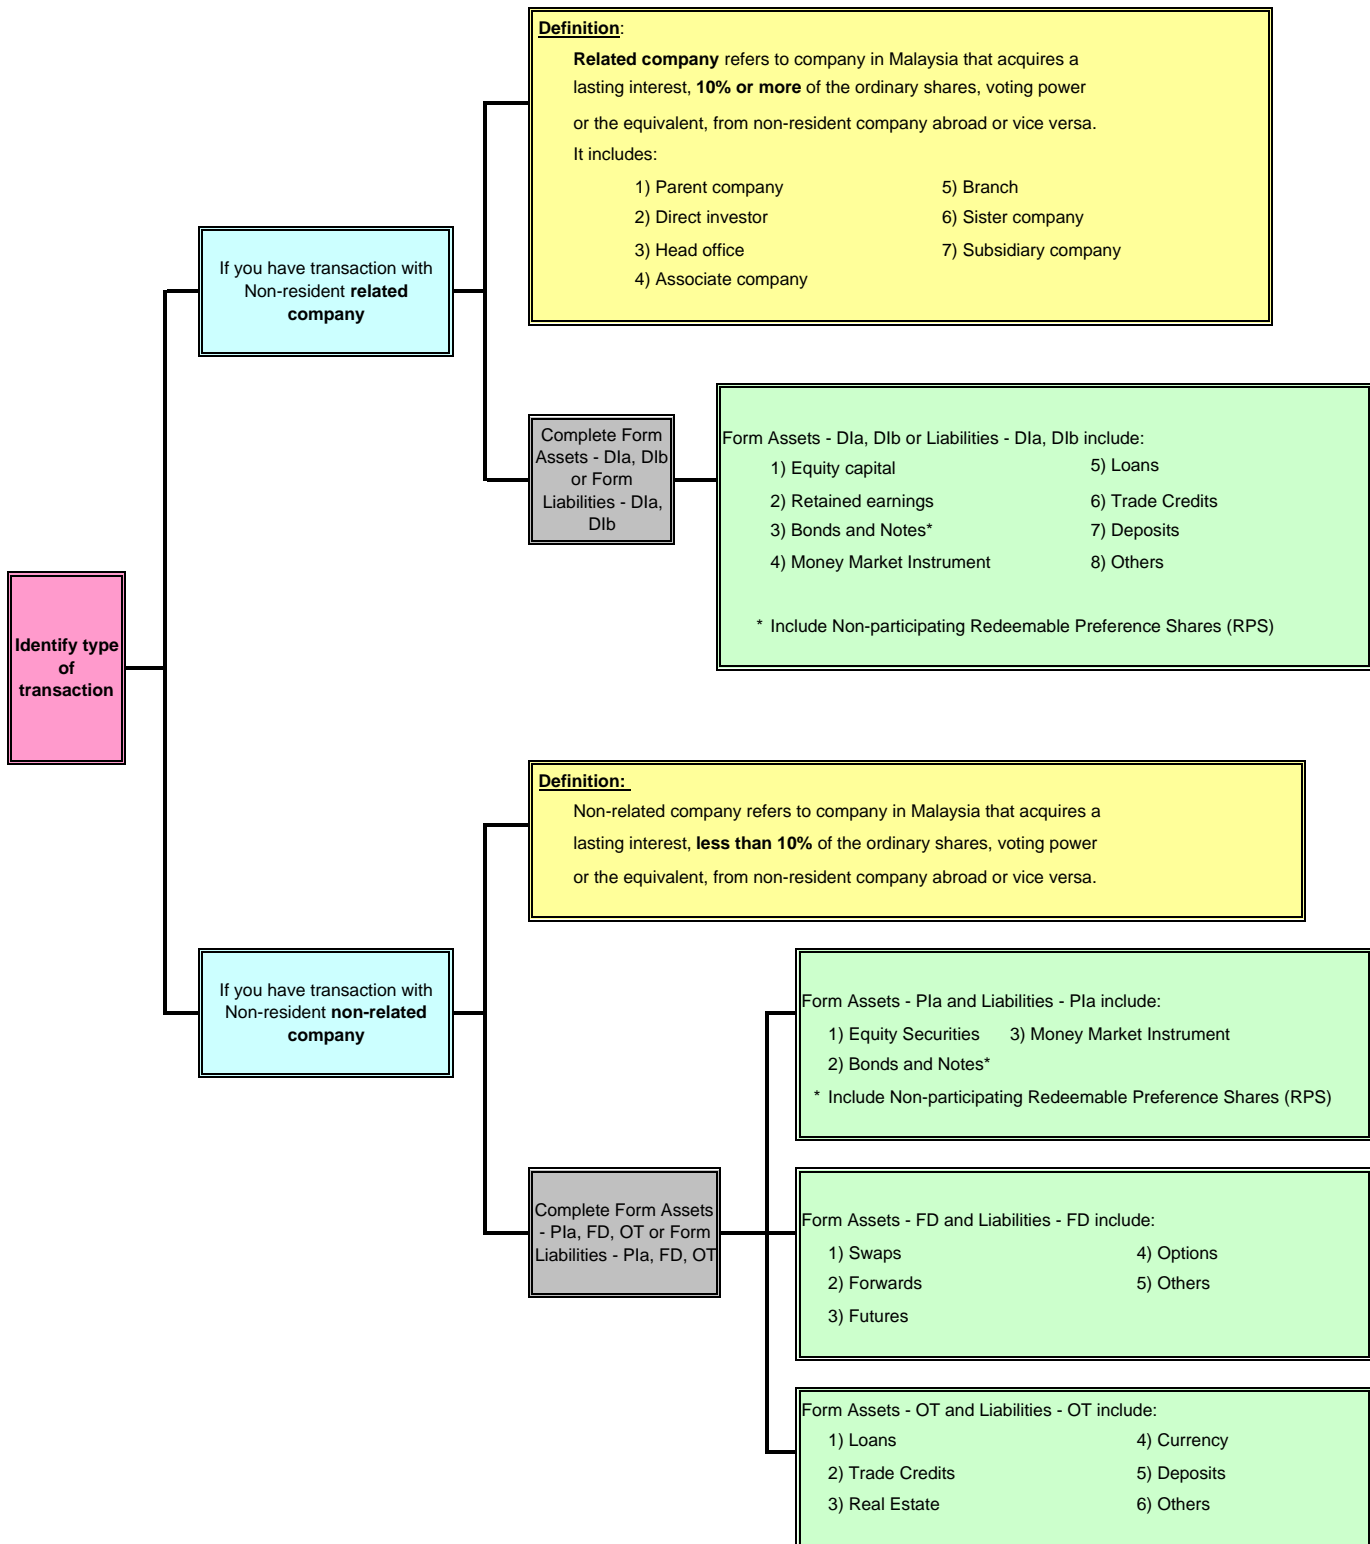 Definition:
Related company refers to company in Malaysia that acquires a
lasting interest, 10% or more of the ordinary shares, voting power
or the equivalent, from non-resident company abroad or vice versa.
It includes:
1) Parent company
5) Branch
2) Direct investor
6) Sister company
3) Head office
7) Subsidiary company
4) Associate company
If you have transaction with
Non-resident related
company
Complete Form
Assets - DIa, DIb
or Form
Liabilities - DIa,
DIb
Form Assets - DIa, DIb or Liabilities - DIa, DIb include:
1) Equity capital
5) Loans
2) Retained earnings
6) Trade Credits
3) Bonds and Notes*
7) Deposits
4) Money Market Instrument
8) Others
* Include Non-participating Redeemable Preference Shares (RPS)
Identify type
of
transaction
Definition:
Non-related company refers to company in Malaysia that acquires a
lasting interest, less than 10% of the ordinary shares, voting power
or the equivalent, from non-resident company abroad or vice versa.
If you have transaction with
Non-resident non-related
company
Form Assets - PIa and Liabilities - PIa include:
1) Equity Securities
3) Money Market Instrument
2) Bonds and Notes*
* Include Non-participating Redeemable Preference Shares (RPS)
Complete Form Assets
- PIa, FD, OT or Form
Liabilities - PIa, FD, OT
Form Assets - FD and Liabilities - FD include:
1) Swaps
4) Options
2) Forwards
5) Others
3) Futures
Form Assets - OT and Liabilities - OT include:
1) Loans
4) Currency
2) Trade Credits
5) Deposits
3) Real Estate
6) Others